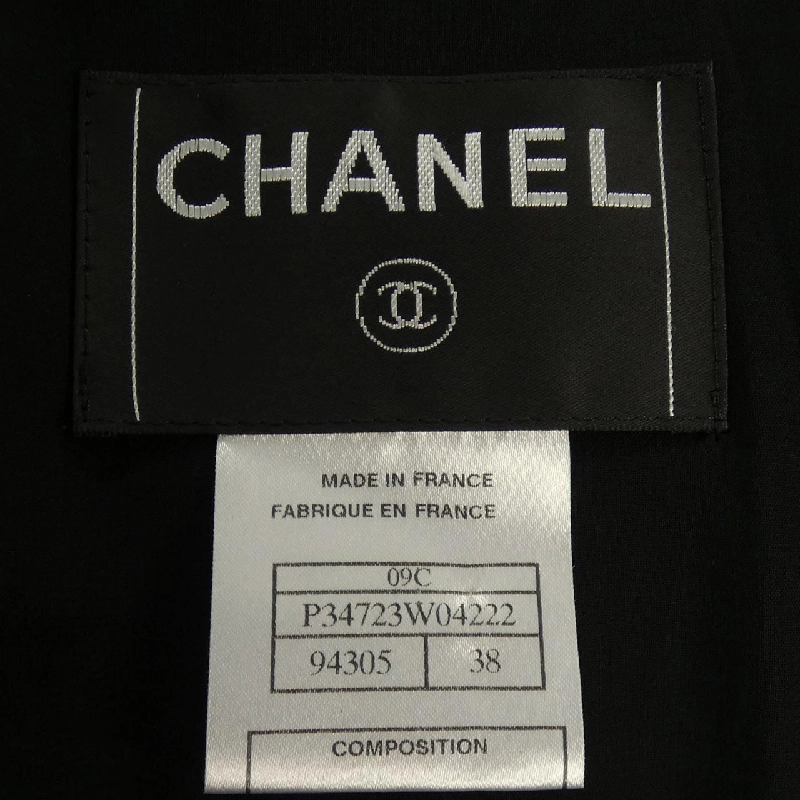 CHANEL
MADE IN FRANCE
FABRIQUE EN FRANCE
09C
P34723W04222
94305 38
COMPOSITION